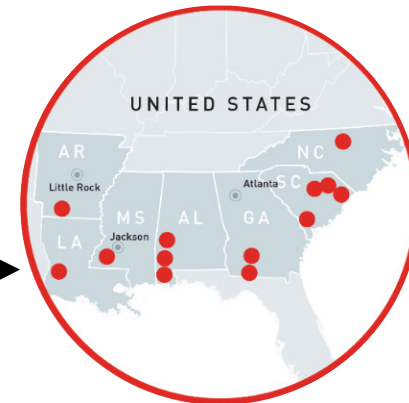 UNITED STATES
NC
AR
Little Rock
Atlanta
SC
MS
AL
GA
LA
Jackson